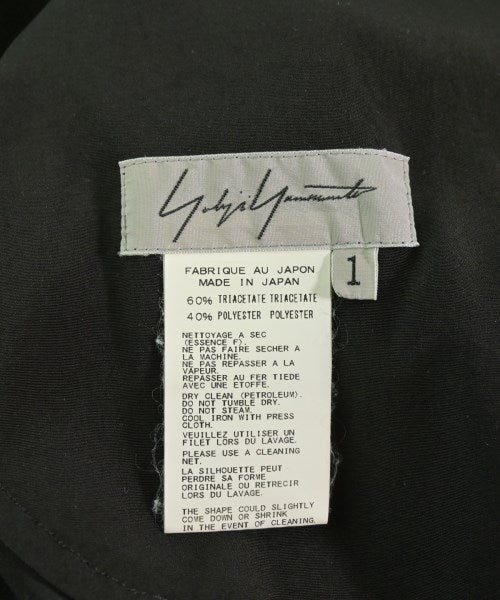 Yohji Yamamoto
1
FABRIQUE AU JAPON
MADE IN JAPAN
60% TRIACETATE TRIACETATE
40% POLYESTER POLYESTER
NETTOYAGE A SEC
(ESSENCE F).
NE PAS FAIRE SECHER A
LA MACHINE.
NE PAS REPASSER A LA
VAPEUR.
REPASSER AU FER TIEDE
AVEC UNE ETOFFE.
DRY CLEAN (PETROLEUM).
DO NOT TUMBLE DRY.
DO NOT STEAM.
COOL IRON WITH PRESS
CLOTH.
VEUILLEZ UTILISER UN
FILET LORS DU LAVAGE.
PLEASE USE A CLEANING
NET.
LA SILHOUETTE PEUT
PERDRE SA FORME
ORIGINALE OU RETRECIR
LORS DU LAVAGE.
THE SHAPE COULD SLIGHTLY
COME DOWN OR SHRINK
IN THE EVENT OF CLEANING.